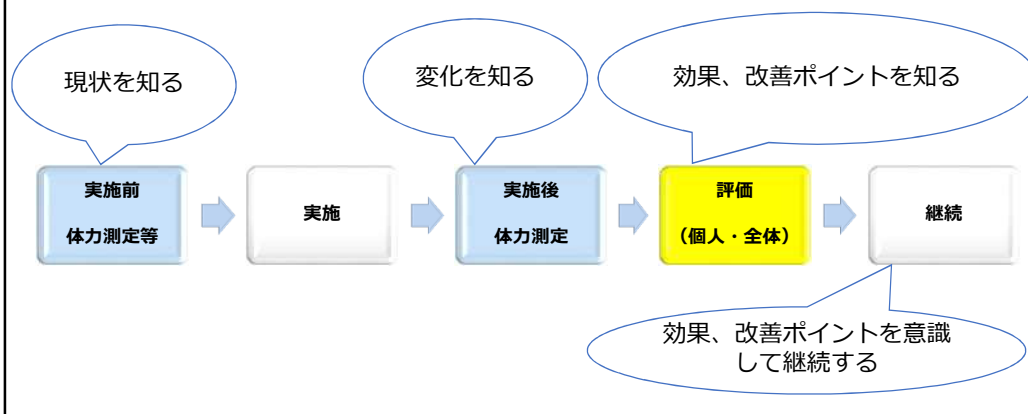 現状を知る
変化を知る
効果、改善ポイントを知る
実施前
体力測定等
実施
実施後
体力測定
評価
（個人・全体）
継続
効果、改善ポイントを意識
して継続する